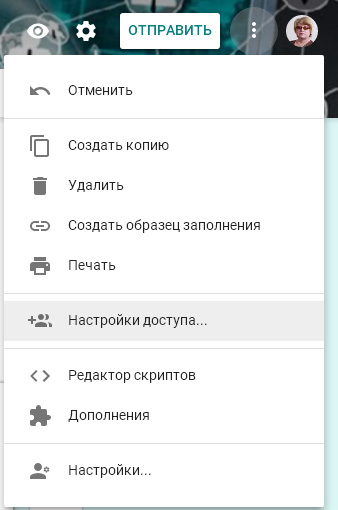 ОТПРАВИТЬ
Отменить
Создать копию
Удалить
Создать образец заполнения
Печать
Настройки доступа...
Редактор скриптов
Дополнения
Настройки...